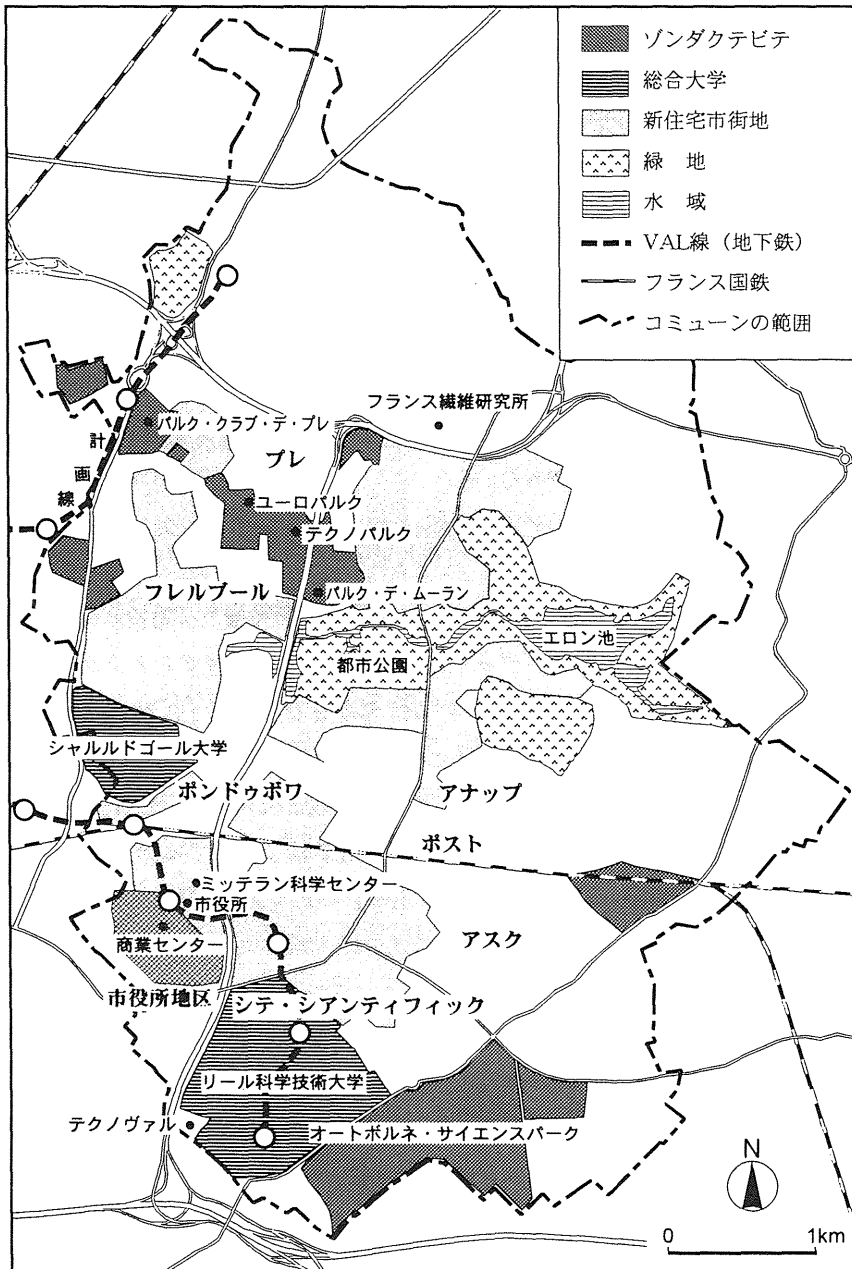 ゾンダクテビテ
総合大学
新住宅市街地
緑　地
水　域
VAL線（地下鉄）
フランス国鉄
コミューンの範囲
フランス繊維研究所
パルク・クラブ・デ・プレ
計画線
プレ
ユーロパルク
テクノパルク
フレルブール
パルク・デ・ムーラン
エロン池
都市公園
シャルルドゴール大学
ポンドゥボワ
アナップ
ポスト
ミッテラン科学センター
市役所
商業センター
アスク
市役所地区
シテ・シアンティフィック
リール科学技術大学
テクノヴァル
オートボルネ・サイエンスパーク
N
0
1km